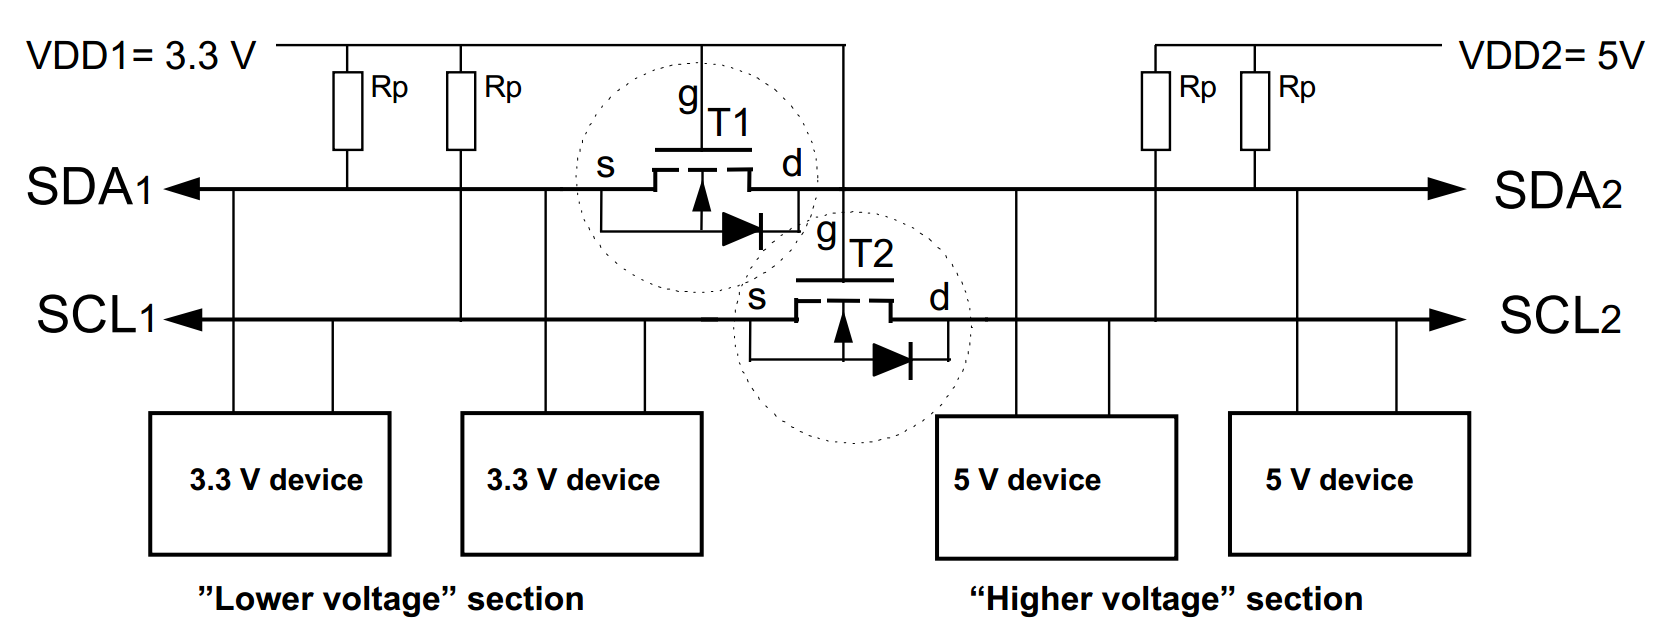 VDD1= 3.3 V
Rp
Rp
g
T1
s
d
Rp
Rp
VDD2= 5V
SDA1
SDA2
g
T2
s
d
SCL1
SCL2
3.3 V device
3.3 V device
5 V device
5 V device
”Lower voltage” section
“Higher voltage” section